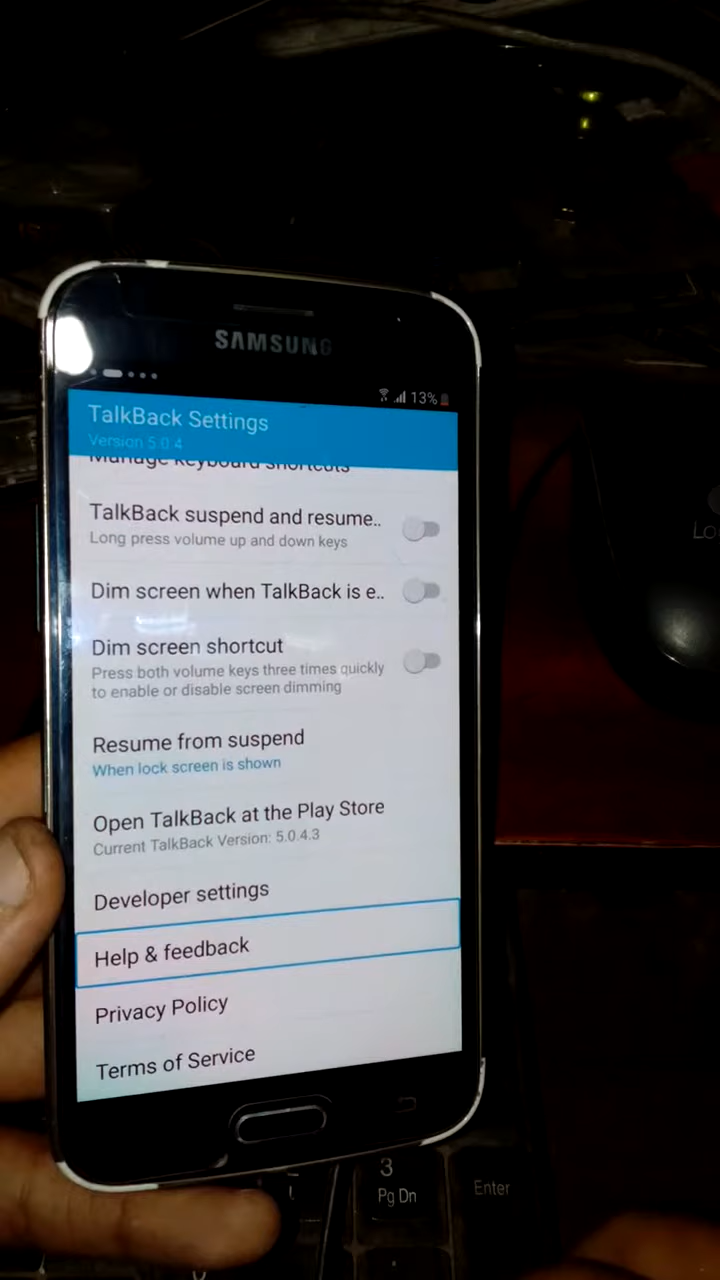 SAMSUNG
13%
TalkBack Settings
Version 5.0.4
Manage keyboard shortcuts
TalkBack suspend and resume..
Long press volume up and down keys
Dim screen when TalkBack is e..
Dim screen shortcut
Press both volume keys three times quickly
to enable or disable screen dimming
Resume from suspend
When lock screen is shown
Open TalkBack at the Play Store
Current TalkBack Version: 5.0.4.3
Developer settings
Help & feedback
Privacy Policy
Terms of Service
3
Pg Dn
Enter